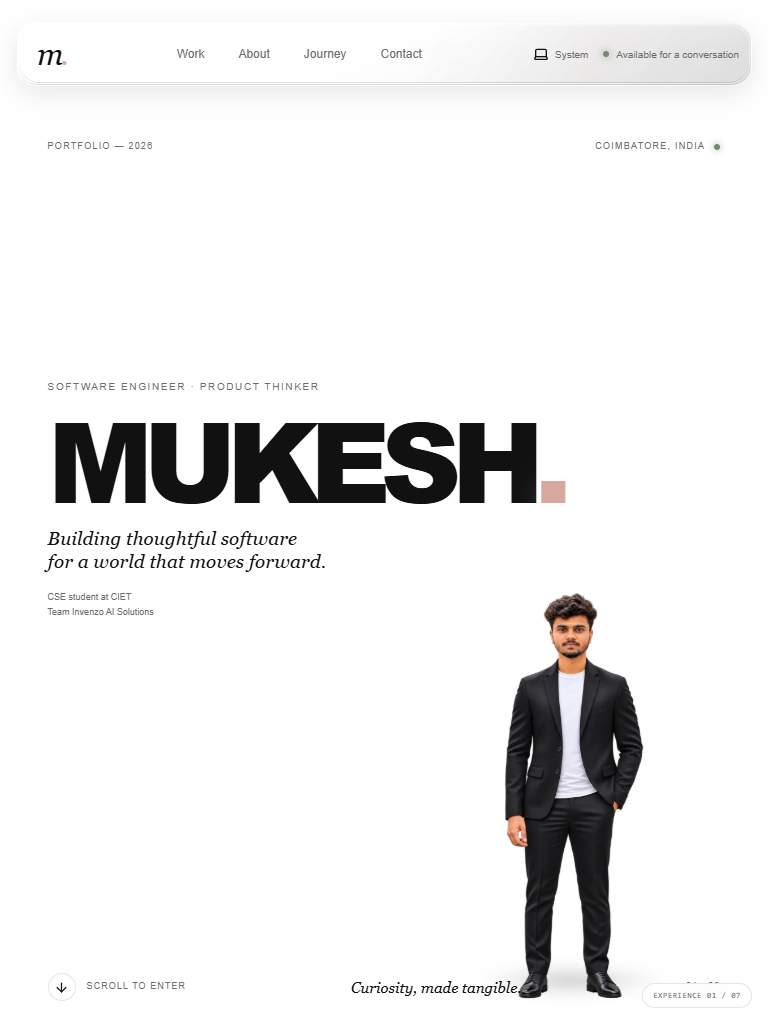 m.
Work
About
Journey
Contact
System
Available for a conversation
PORTFOLIO — 2026
COIMBATORE, INDIA
SOFTWARE ENGINEER · PRODUCT THINKER
MUKESH.
Building thoughtful software
for a world that moves forward.
CSE student at CIET
Team Invenzo AI Solutions
SCROLL TO ENTER
Curiosity, made tangible.
EXPERIENCE 01 / 07